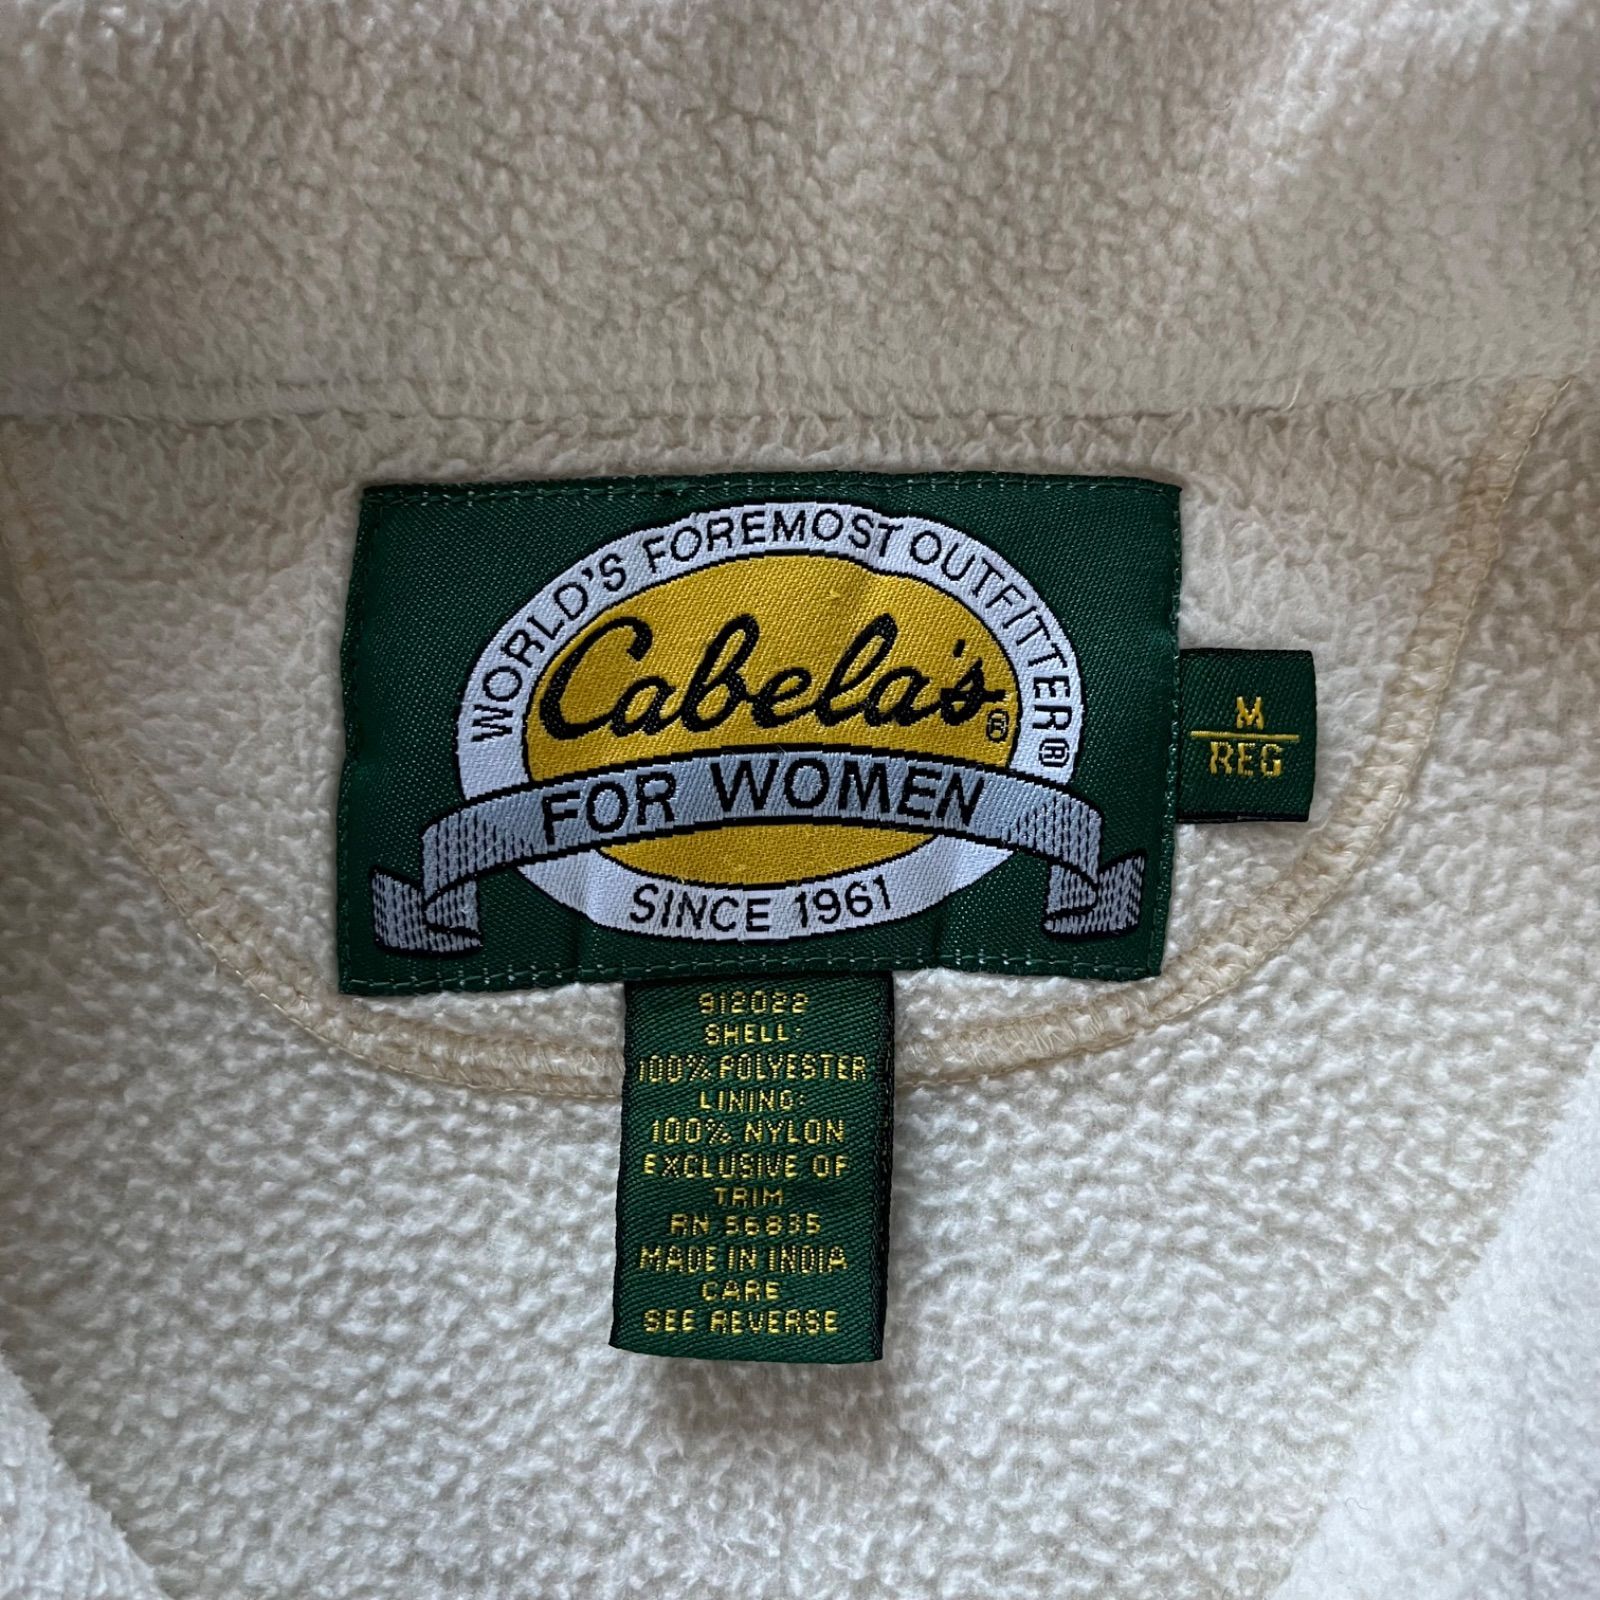 WORLD'S FOREMOST OUTFITTER®
Cabela's®
FOR WOMEN
SINCE 1961
M
REG
912022
SHELL:
100% POLYESTER
LINING:
100% NYLON
EXCLUSIVE OF
TRIM
RN 56835
MADE IN INDIA
CARE
SEE REVERSE